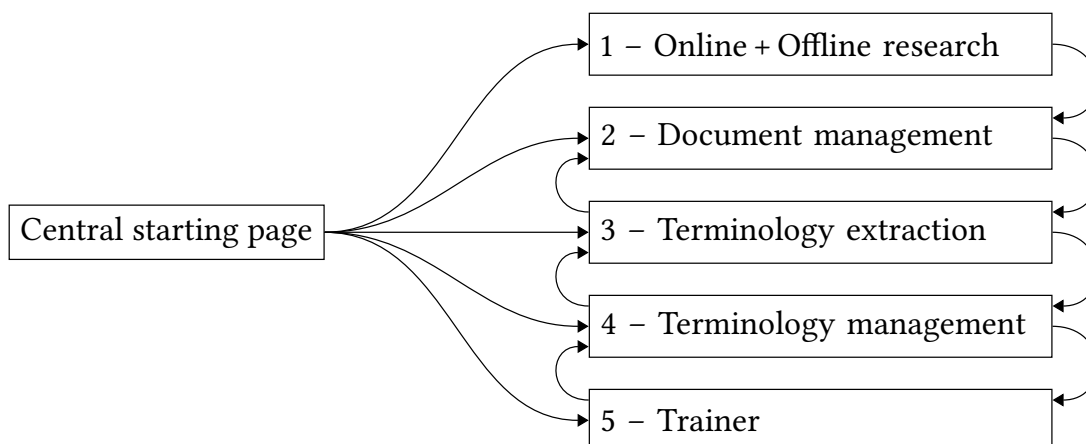 1 – Online + Offline research
2 – Document management
Central starting page
3 – Terminology extraction
4 – Terminology management
5 – Trainer